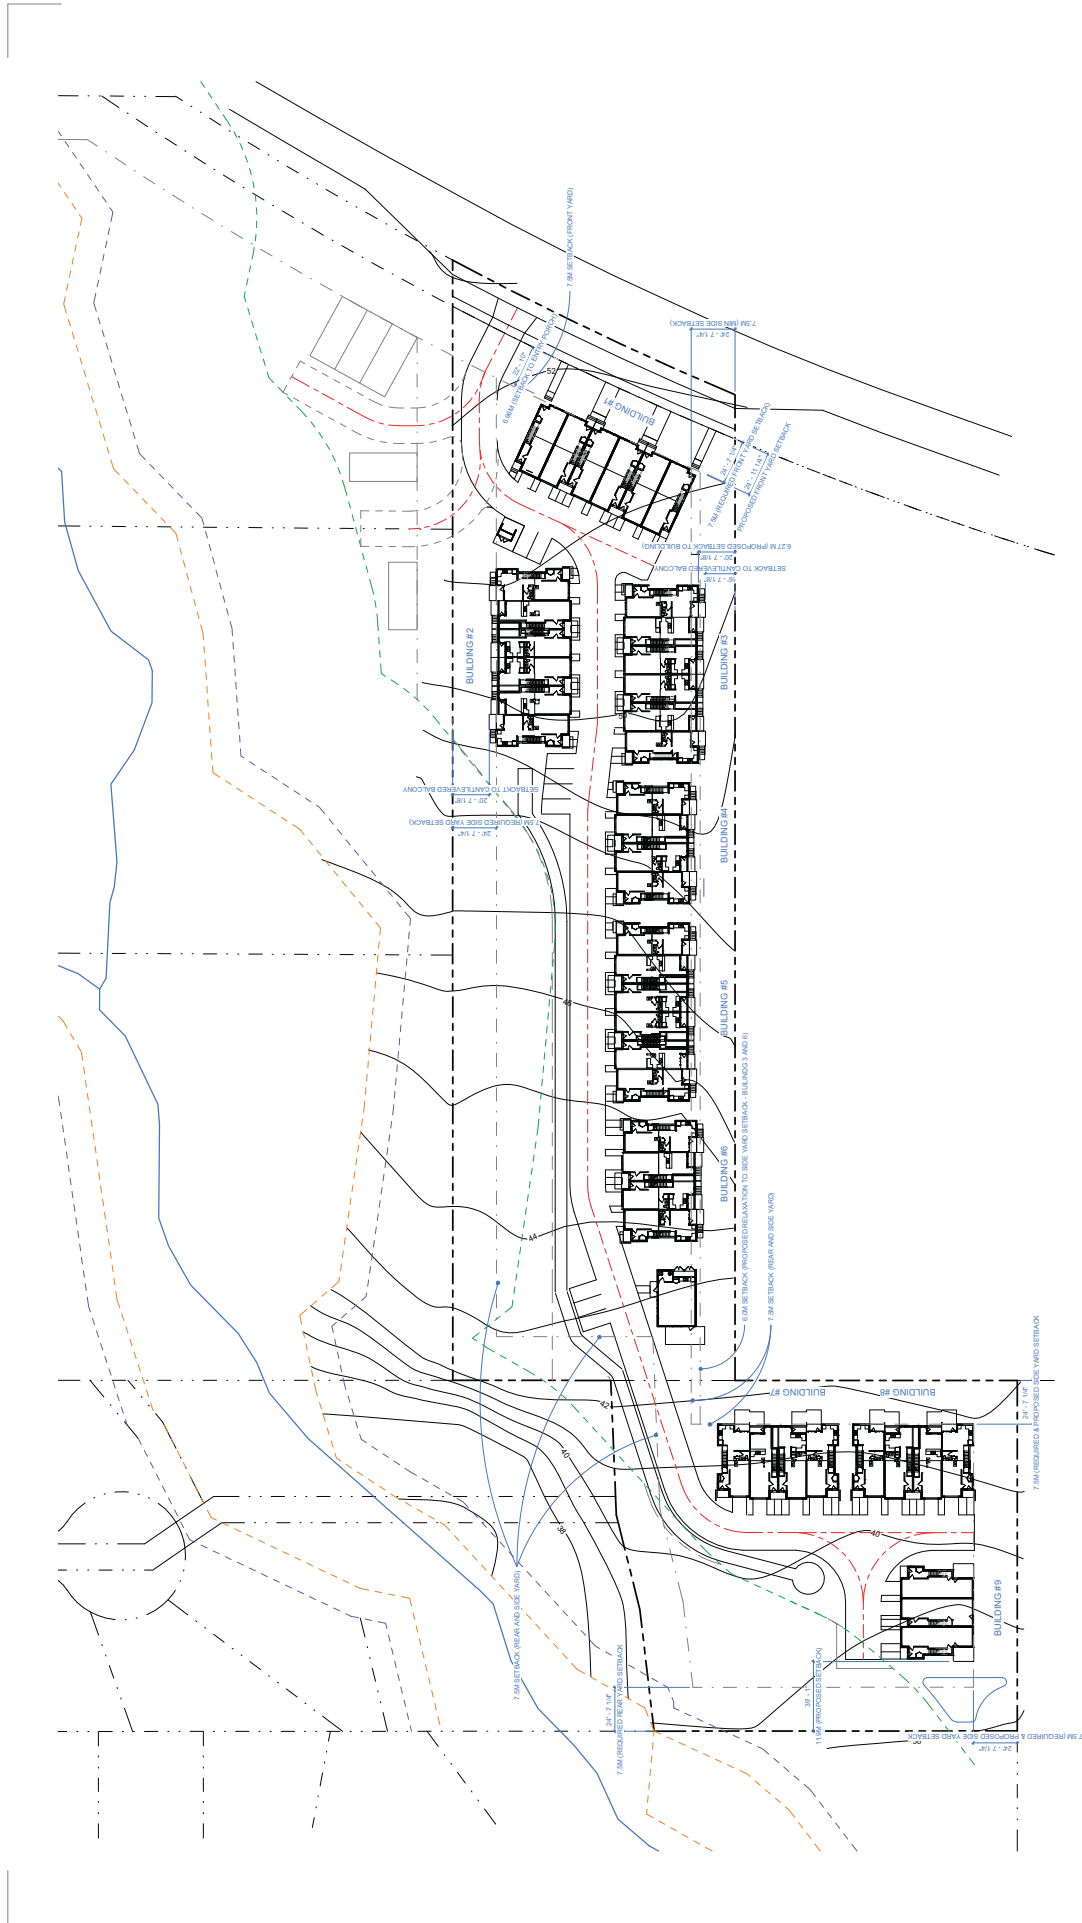 7.5M SETBACK (FRONT YARD)
7.5M (MIN SIDE SETBACK)
24' - 7 1/4"
22' - 10"
6.96M (SETBACK TO ENTRY PORCH)
52
BUILDING #1
24' - 7 1/4"
7.5M (REQUIRED FRONT YARD SETBACK)
24' - 11 1/4"
PROPOSED FRONT YARD SETBACK
6.27 M (PROPOSED SETBACK TO BUILDING)
20' - 7 1/8"
SETBACK TO CANTILEVERED BALCONY
16' - 7 1/8"
BUILDING #2
BUILDING #3
50
SETBACKT TO CANTILEVERED BALCONY
20' - 7 1/8"
7.5M (REQUIRED SIDE YARD SETBACK)
24' - 7 1/4"
BUILDING #4
BUILDING #5
46
6.0M SETBACK (PROPOSED RELAXATION TO SIDE YARD SETBACK - BUILINDG 3 AND 6)
BUILDING #6
7.5M SETBACK (REAR AND SIDE YARD)
44
BUILDING #7
BUILDING #8
24' - 7 1/4"
7.5M (REQUIRED & PROPOSED SIDE YARD SETBACK
42
40
38
40
7.5M SETBACK (REAR AND SIDE YARD)
BUILDING #9
24' - 7 1/4"
7.5M (REQUIRED REAR YARD SETBACK
39' - 1"
11.9M (PROPOSED SETBACK)
7.5M (REQUIRED & PROPOSED SIDE YARD SETBACK
24' - 7 1/4"